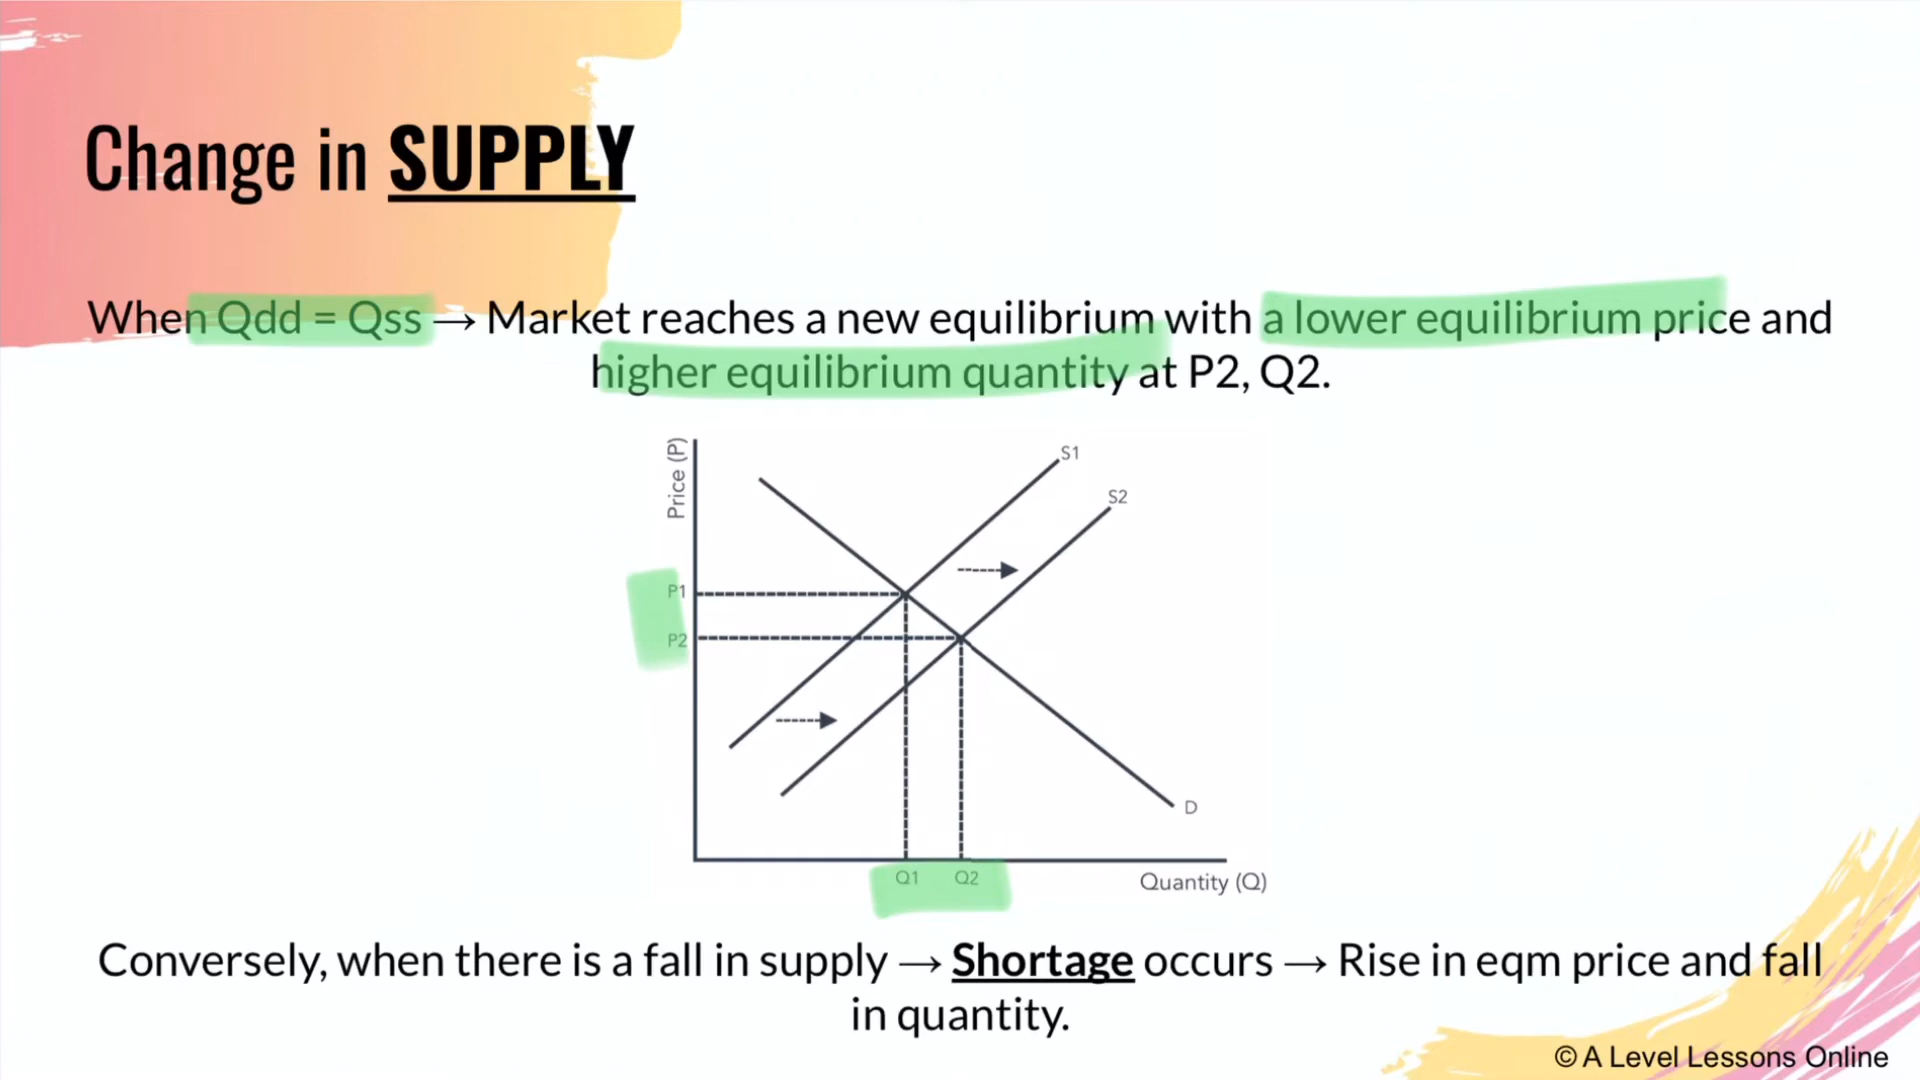 Change in SUPPLY
When Qdd = Qss → Market reaches a new equilibrium with a lower equilibrium price and
higher equilibrium quantity at P2, Q2.
Price (P)
S1
S2
P1
P2
D
Q1 Q2
Quantity (Q)
Conversely, when there is a fall in supply → Shortage occurs → Rise in eqm price and fall
in quantity.
© A Level Lessons Online